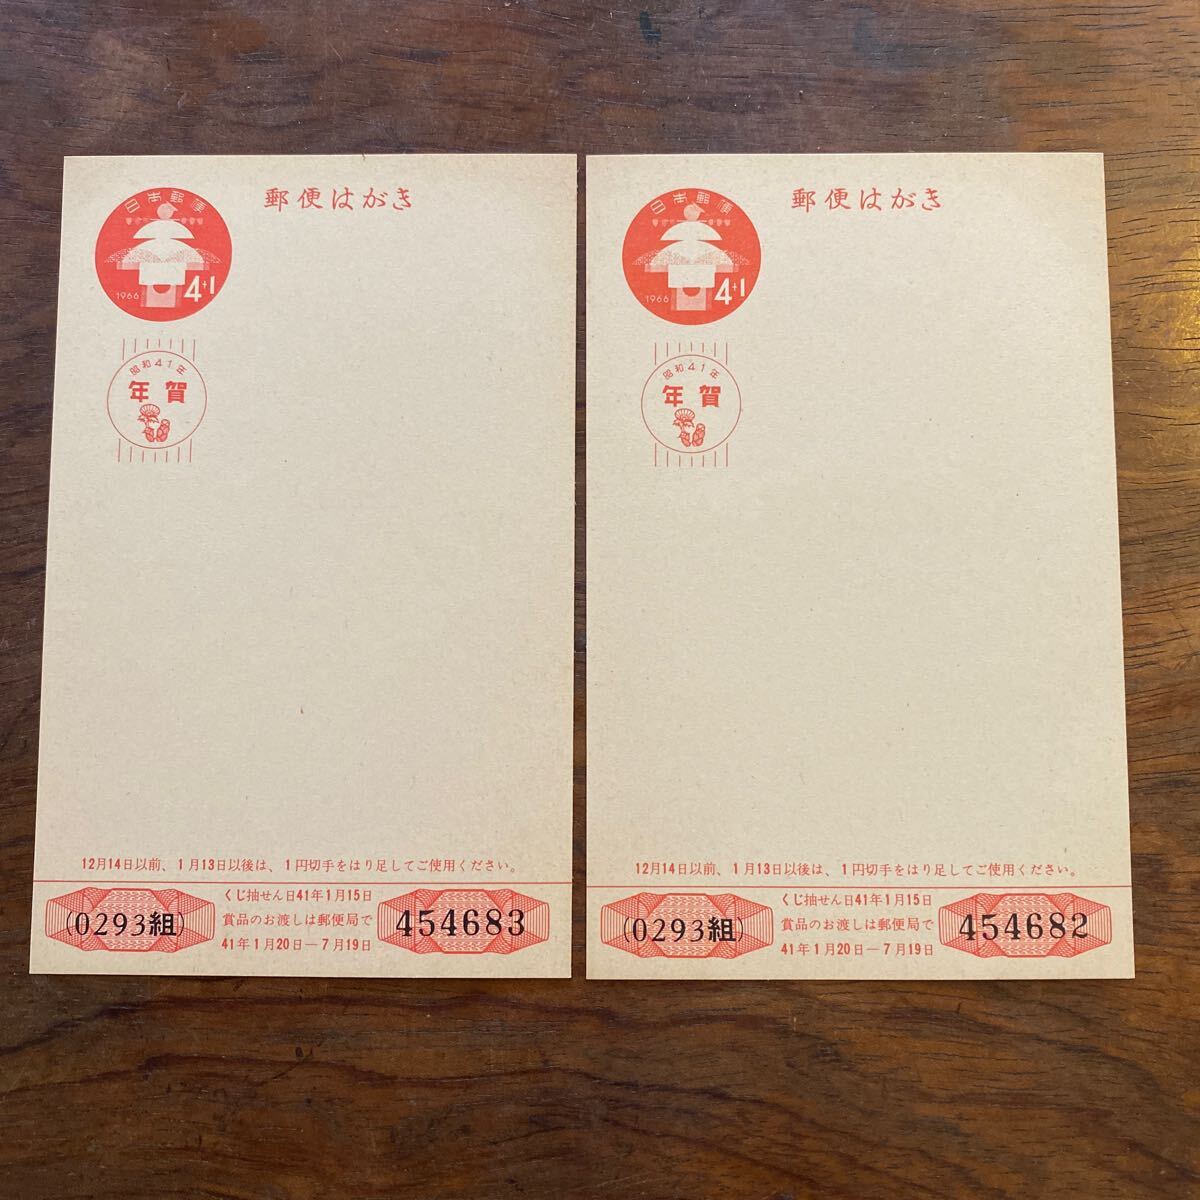 郵便はがき
日本郵便
1966
4+1
昭和41年
年賀
12月14日以前、1月13日以後は、1円切手をはり足してご使用ください。
(0293組)
くじ抽せん日41年1月15日
賞品のお渡しは郵便局で
41年1月20日—7月19日
454683
郵便はがき
日本郵便
1966
4+1
昭和41年
年賀
12月14日以前、1月13日以後は、1円切手をはり足してご使用ください。
(0293組)
くじ抽せん日41年1月15日
賞品のお渡しは郵便局で
41年1月20日—7月19日
454682